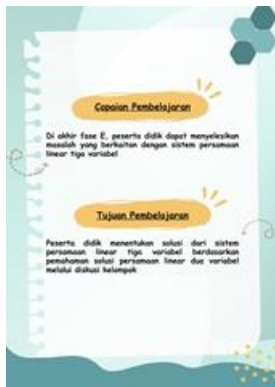 Capaian Pembelajaran
Di akhir fase E, peserta didik dapat menyelesikan
masalah yang berkaitan dengan sistem persamaan
linear tiga variabel
Tujuan Pembelajaran
Peserta didik menentukan solusi dari sistem
persamaan linear tiga variabel berdasarkan
pemahaman solusi persamaan linear dua variabel
melalui diskusi kelompok